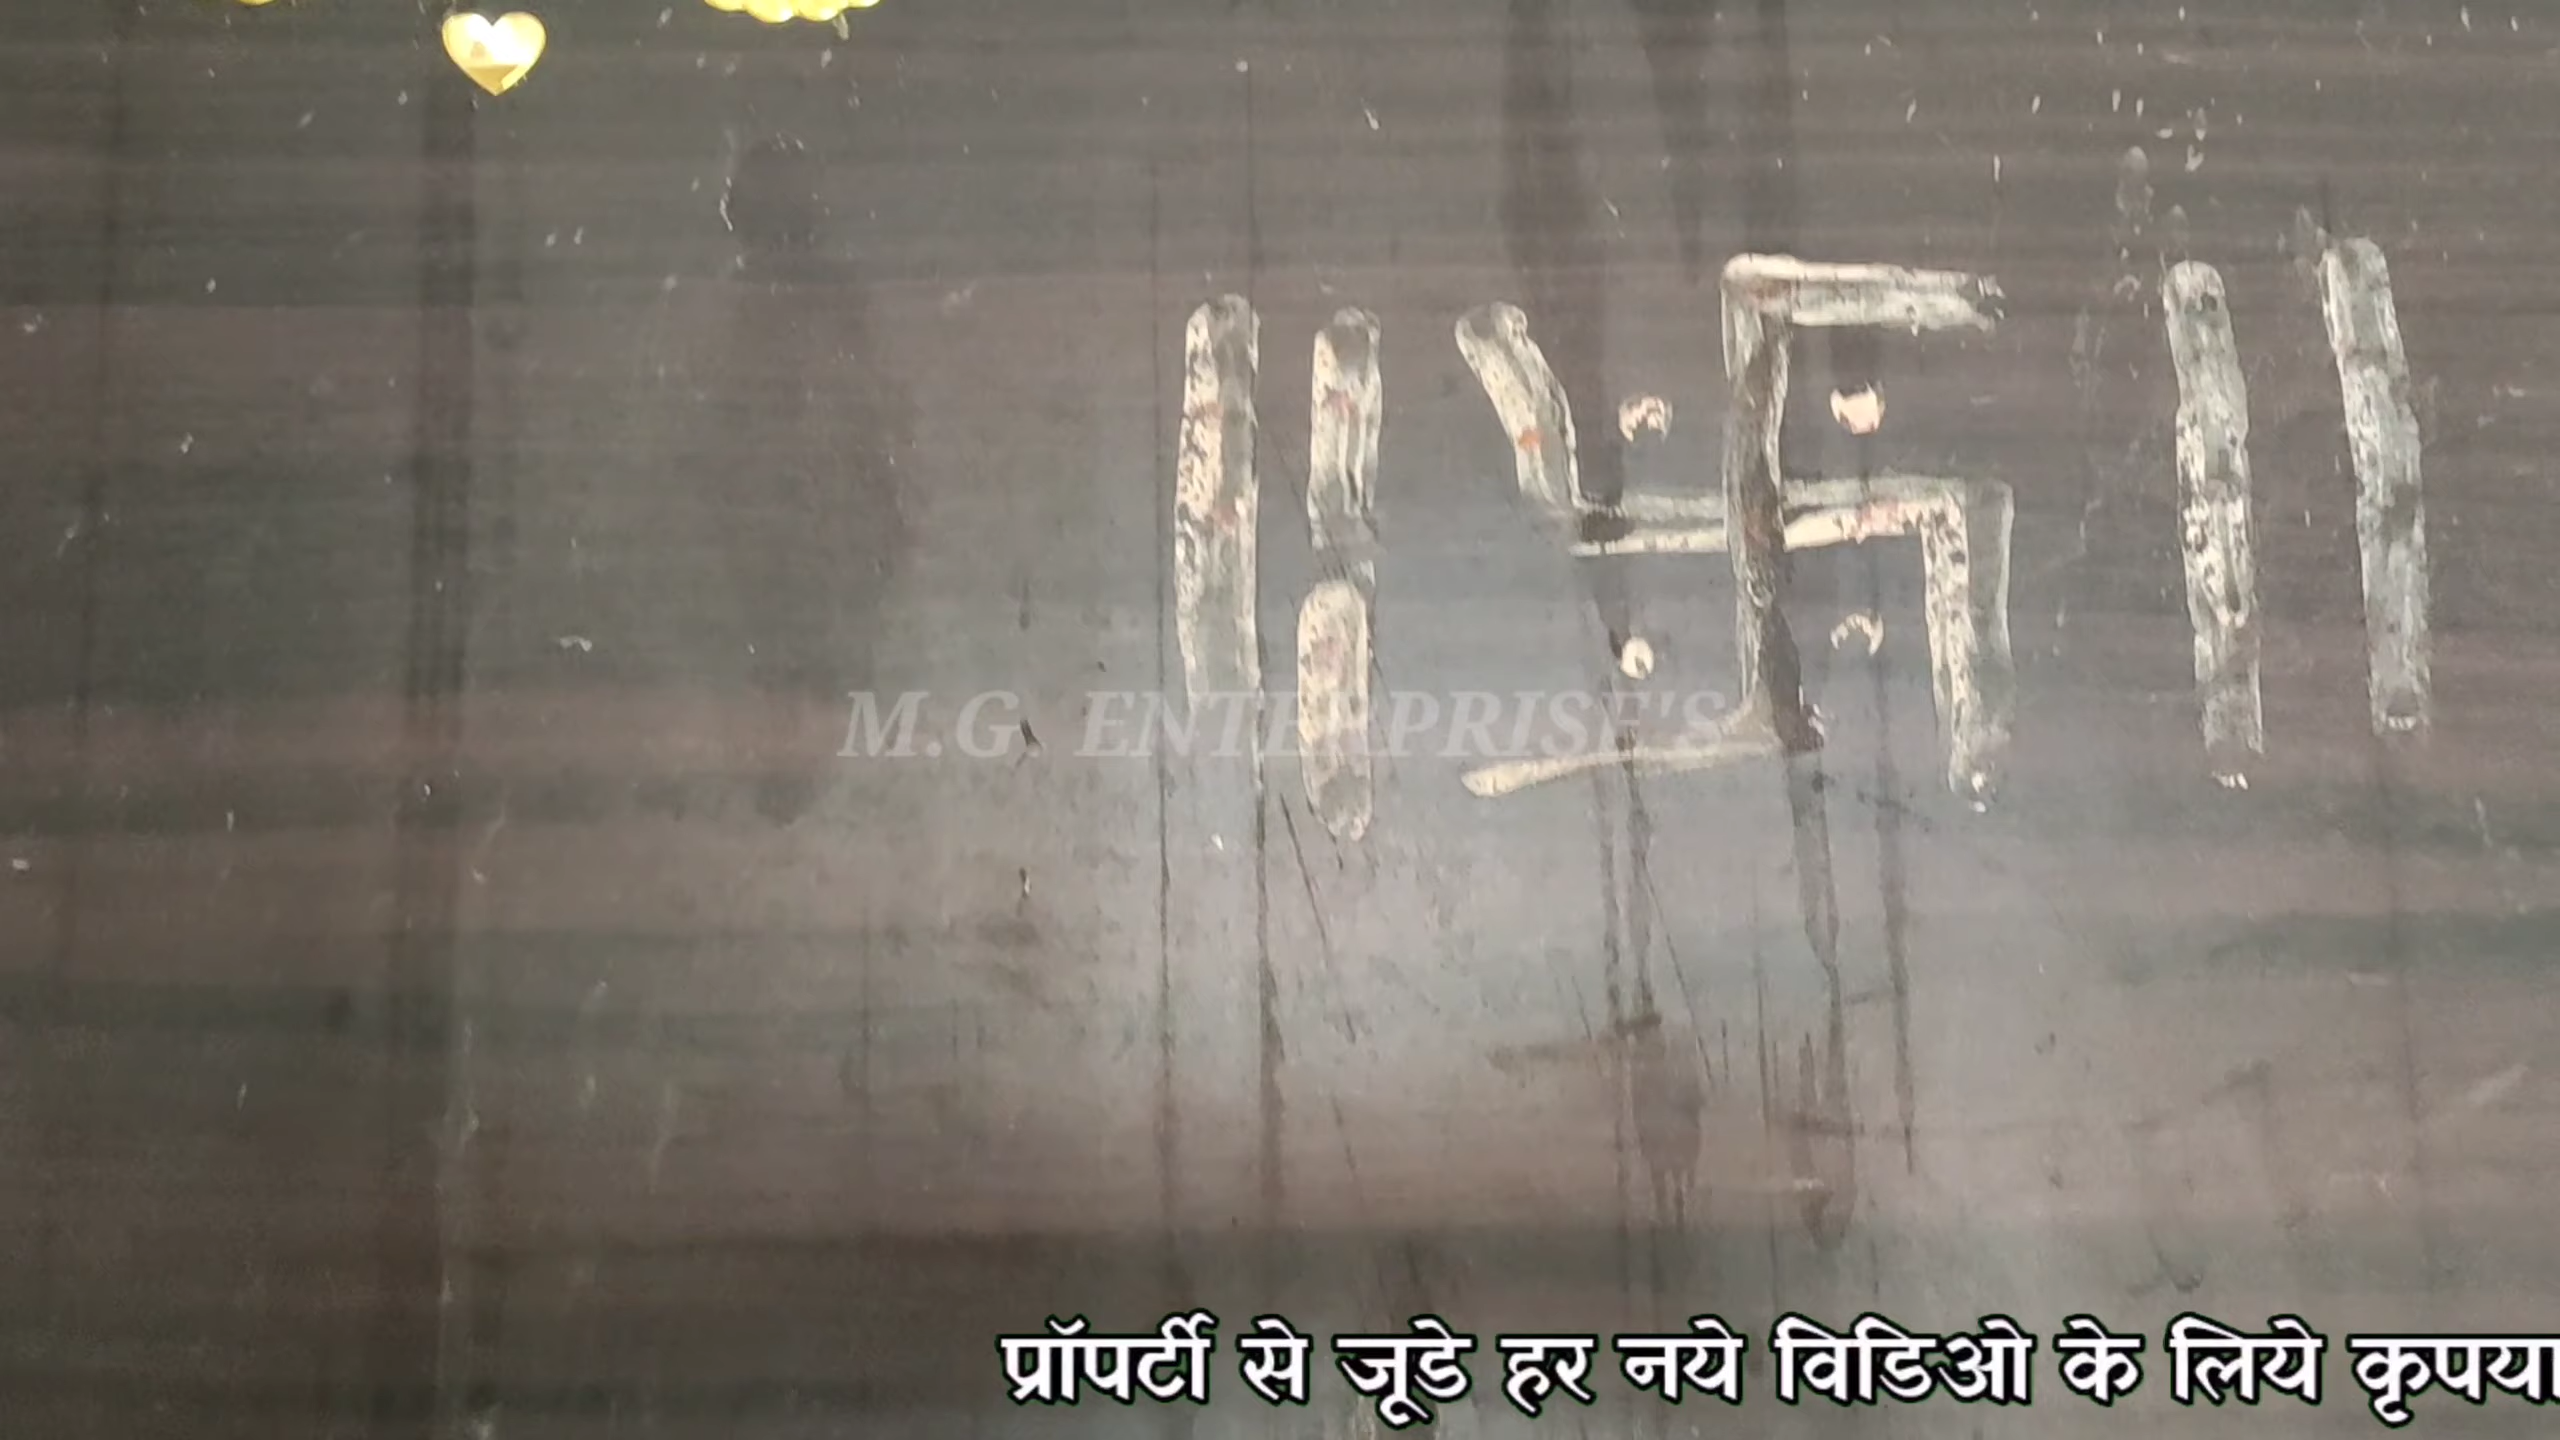 M.G. ENTERPRISE'S
प्रॉपर्टी से जूडे हर नये विडिओ के लिये कृपया